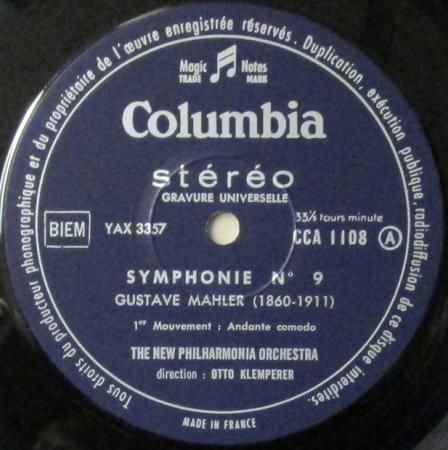 Tous droits du producteur phonographique et du propriétaire de l'œuvre enregistrée réservés. Duplication, exécution publique, radiodiffusion de ce disque interdites.
Magic Notes
TRADE MARK
Columbia
stéréo
GRAVURE UNIVERSELLE
33⅓ tours minute
BIEM YAX 3357 CCA 1108 A
SYMPHONIE N° 9
GUSTAVE MAHLER (1860-1911)
1er Mouvement : Andante comodo
THE NEW PHILHARMONIA ORCHESTRA
direction : OTTO KLEMPERER
MADE IN FRANCE